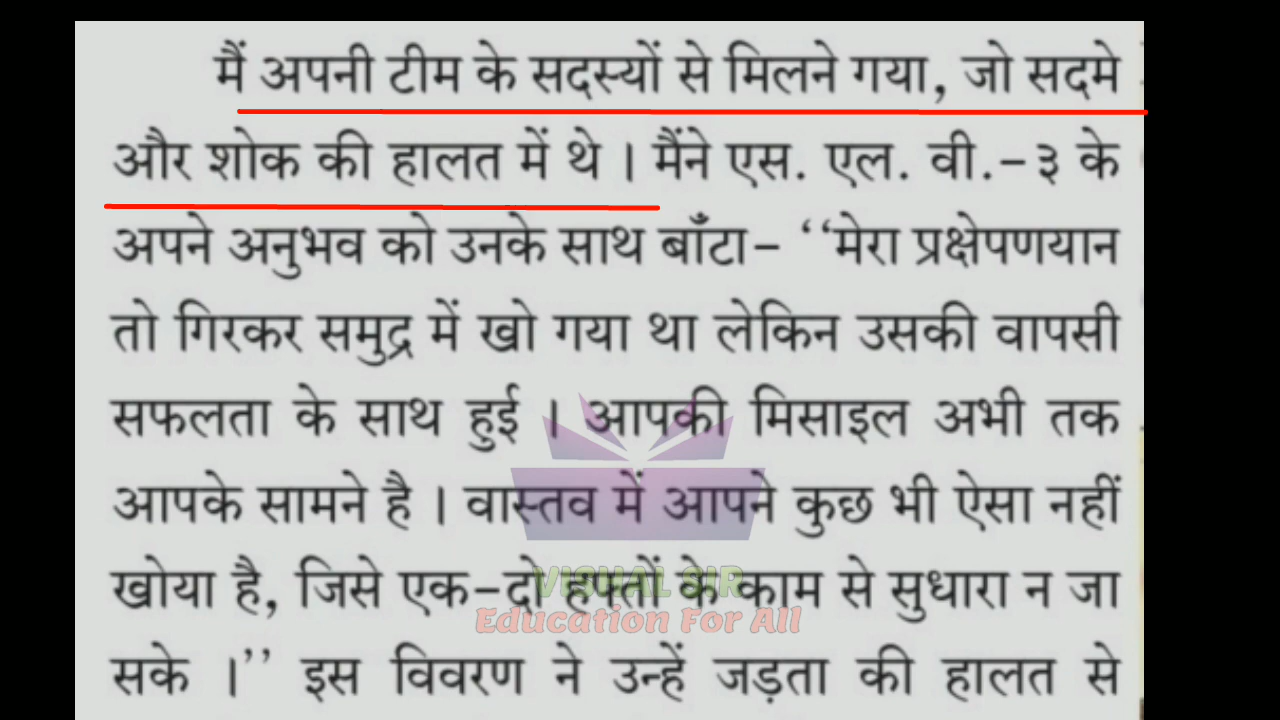 मैं अपनी टीम के सदस्यों से मिलने गया, जो सदमे
और शोक की हालत में थे । मैंने एस. एल. वी.-३ के
अपने अनुभव को उनके साथ बाँटा- ‘‘मेरा प्रक्षेपणयान
तो गिरकर समुद्र में खो गया था लेकिन उसकी वापसी
सफलता के साथ हुई । आपकी मिसाइल अभी तक
आपके सामने है । वास्तव में आपने कुछ भी ऐसा नहीं
खोया है, जिसे एक-दो हफ्तों के काम से सुधारा न जा
VISHAL SIR
Education For All
सके ।’’ इस विवरण ने उन्हें जड़ता की हालत से